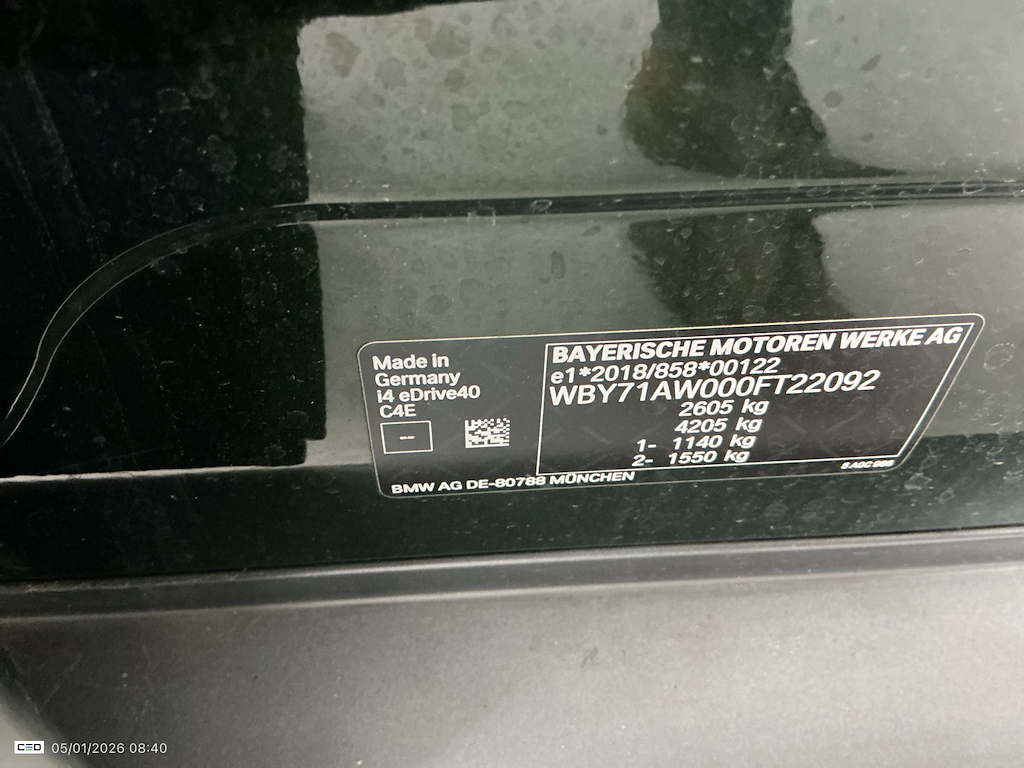 Made in
Germany
i4 eDrive40
C4E
--
BAYERISCHE MOTOREN WERKE AG
e1*2018/858*00122
WBY71AW000FT22092
2605 kg
4205 kg
1- 1140 kg
2- 1550 kg
BMW AG DE-80788 MÜNCHEN
CEO 05/01/2026 08:40